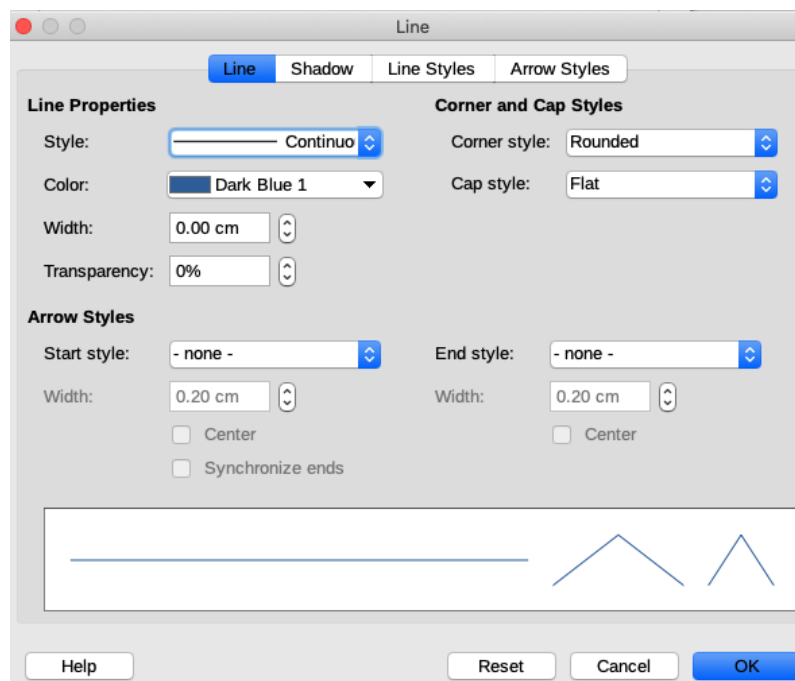 Line
Line Shadow Line Styles Arrow Styles
Line Properties Corner and Cap Styles
Style: Continuo Corner style: Rounded
Color: Dark Blue 1 Cap style: Flat
Width: 0.00 cm
Transparency: 0%
Arrow Styles
Start style: - none - End style: - none -
Width: 0.20 cm Width: 0.20 cm
Center Center
Synchronize ends
Help Reset Cancel OK